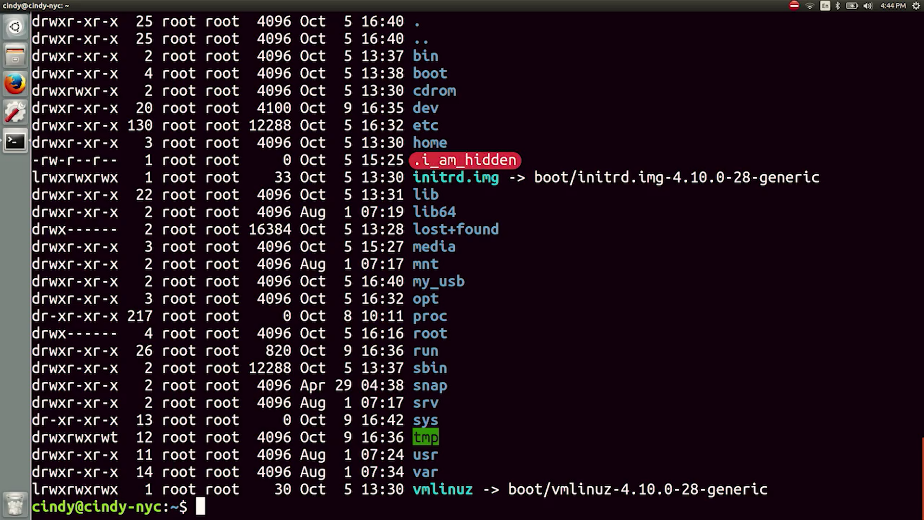 cindy@cindy-nyc: ~
En
4:44 PM
drwxr-xr-x 25 root root 4096 Oct 5 16:40 .
drwxr-xr-x 25 root root 4096 Oct 5 16:40 ..
drwxr-xr-x 2 root root 4096 Oct 5 13:37 bin
drwxr-xr-x 4 root root 4096 Oct 5 13:38 boot
drwxrwxr-x 2 root root 4096 Oct 5 13:30 cdrom
drwxr-xr-x 20 root root 4100 Oct 9 16:35 dev
drwxr-xr-x 130 root root 12288 Oct 5 16:32 etc
drwxr-xr-x 3 root root 4096 Oct 5 13:30 home
-rw-r--r-- 1 root root 0 Oct 5 15:25 .i_am_hidden
lrwxrwxrwx 1 root root 33 Oct 5 13:30 initrd.img -> boot/initrd.img-4.10.0-28-generic
drwxr-xr-x 22 root root 4096 Oct 5 13:30 lib
drwxr-xr-x 2 root root 4096 Aug 1 07:19 lib64
drwx------ 2 root root 16384 Oct 5 13:28 lost+found
drwxr-xr-x 3 root root 4096 Oct 5 15:27 media
drwxr-xr-x 2 root root 4096 Aug 1 07:17 mnt
drwxr-xr-x 2 root root 4096 Oct 5 16:40 my_usb
drwxr-xr-x 3 root root 4096 Oct 5 16:32 opt
dr-xr-xr-x 217 root root 0 Oct 8 10:11 proc
drwx------ 4 root root 4096 Oct 5 16:16 root
drwxr-xr-x 26 root root 820 Oct 9 16:36 run
drwxr-xr-x 2 root root 12288 Oct 5 13:37 sbin
drwxr-xr-x 2 root root 4096 Apr 29 04:38 snap
drwxr-xr-x 2 root root 4096 Aug 1 07:17 srv
dr-xr-xr-x 13 root root 0 Oct 9 16:42 sys
drwxrwxrwt 12 root root 4096 Oct 9 16:36 tmp
drwxr-xr-x 11 root root 4096 Aug 1 07:24 usr
drwxr-xr-x 14 root root 4096 Aug 1 07:34 var
lrwxrwxrwx 1 root root 30 Oct 5 13:30 vmlinuz -> boot/vmlinuz-4.10.0-28-generic
cindy@cindy-nyc:~$